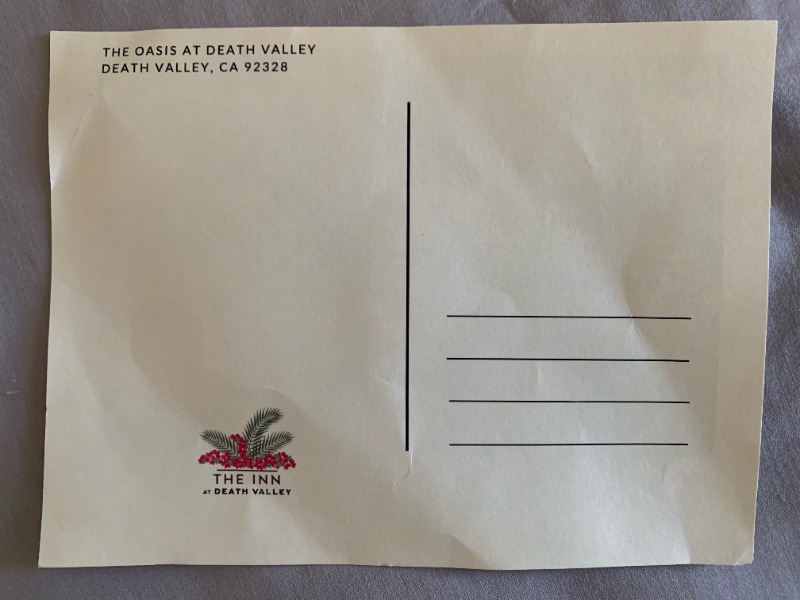 THE OASIS AT DEATH VALLEY
DEATH VALLEY, CA 92328
THE INN
AT DEATH VALLEY